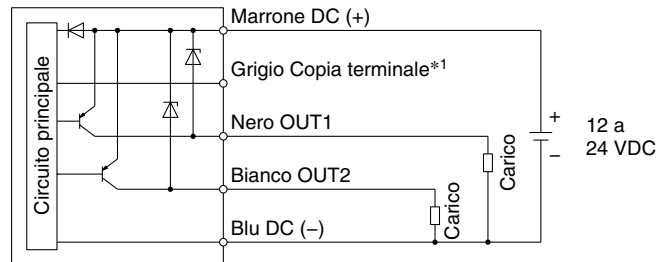 Marrone DC (+)
Grigio Copia terminale*1
Nero OUT1
Bianco OUT2
Blu DC (−)
Circuito principale
Carico
Carico
+
−
12 a
24 VDC